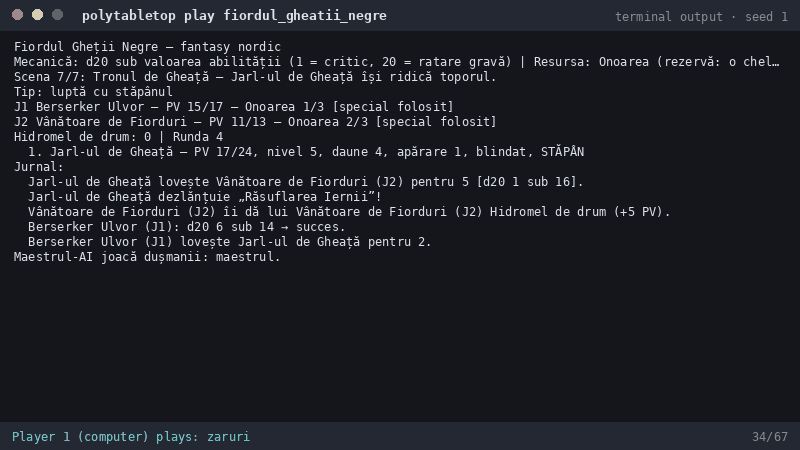 polytabletop play fiordul_gheatii_negre
terminal output · seed 1
Fiordul Gheții Negre — fantasy nordic
Mecanică: d20 sub valoarea abilității (1 = critic, 20 = ratare gravă) | Resursa: Onoarea (rezervă: o chel…
Scena 7/7: Tronul de Gheață — Jarl-ul de Gheață își ridică toporul.
Tip: luptă cu stăpânul
J1 Berserker Ulvor — PV 15/17 — Onoarea 1/3 [special folosit]
J2 Vânătoare de Fiorduri — PV 11/13 — Onoarea 2/3 [special folosit]
Hidromel de drum: 0 | Runda 4
1. Jarl-ul de Gheață — PV 17/24, nivel 5, daune 4, apărare 1, blindat, STĂPÂN
Jurnal:
Jarl-ul de Gheață lovește Vânătoare de Fiorduri (J2) pentru 5 [d20 1 sub 16].
Jarl-ul de Gheață dezlănțuie „Răsuflarea Iernii”!
Vânătoare de Fiorduri (J2) îi dă lui Vânătoare de Fiorduri (J2) Hidromel de drum (+5 PV).
Berserker Ulvor (J1): d20 6 sub 14 → succes.
Berserker Ulvor (J1) lovește Jarl-ul de Gheață pentru 2.
Maestrul-AI joacă dușmanii: maestrul.
Player 1 (computer) plays: zaruri
34/67